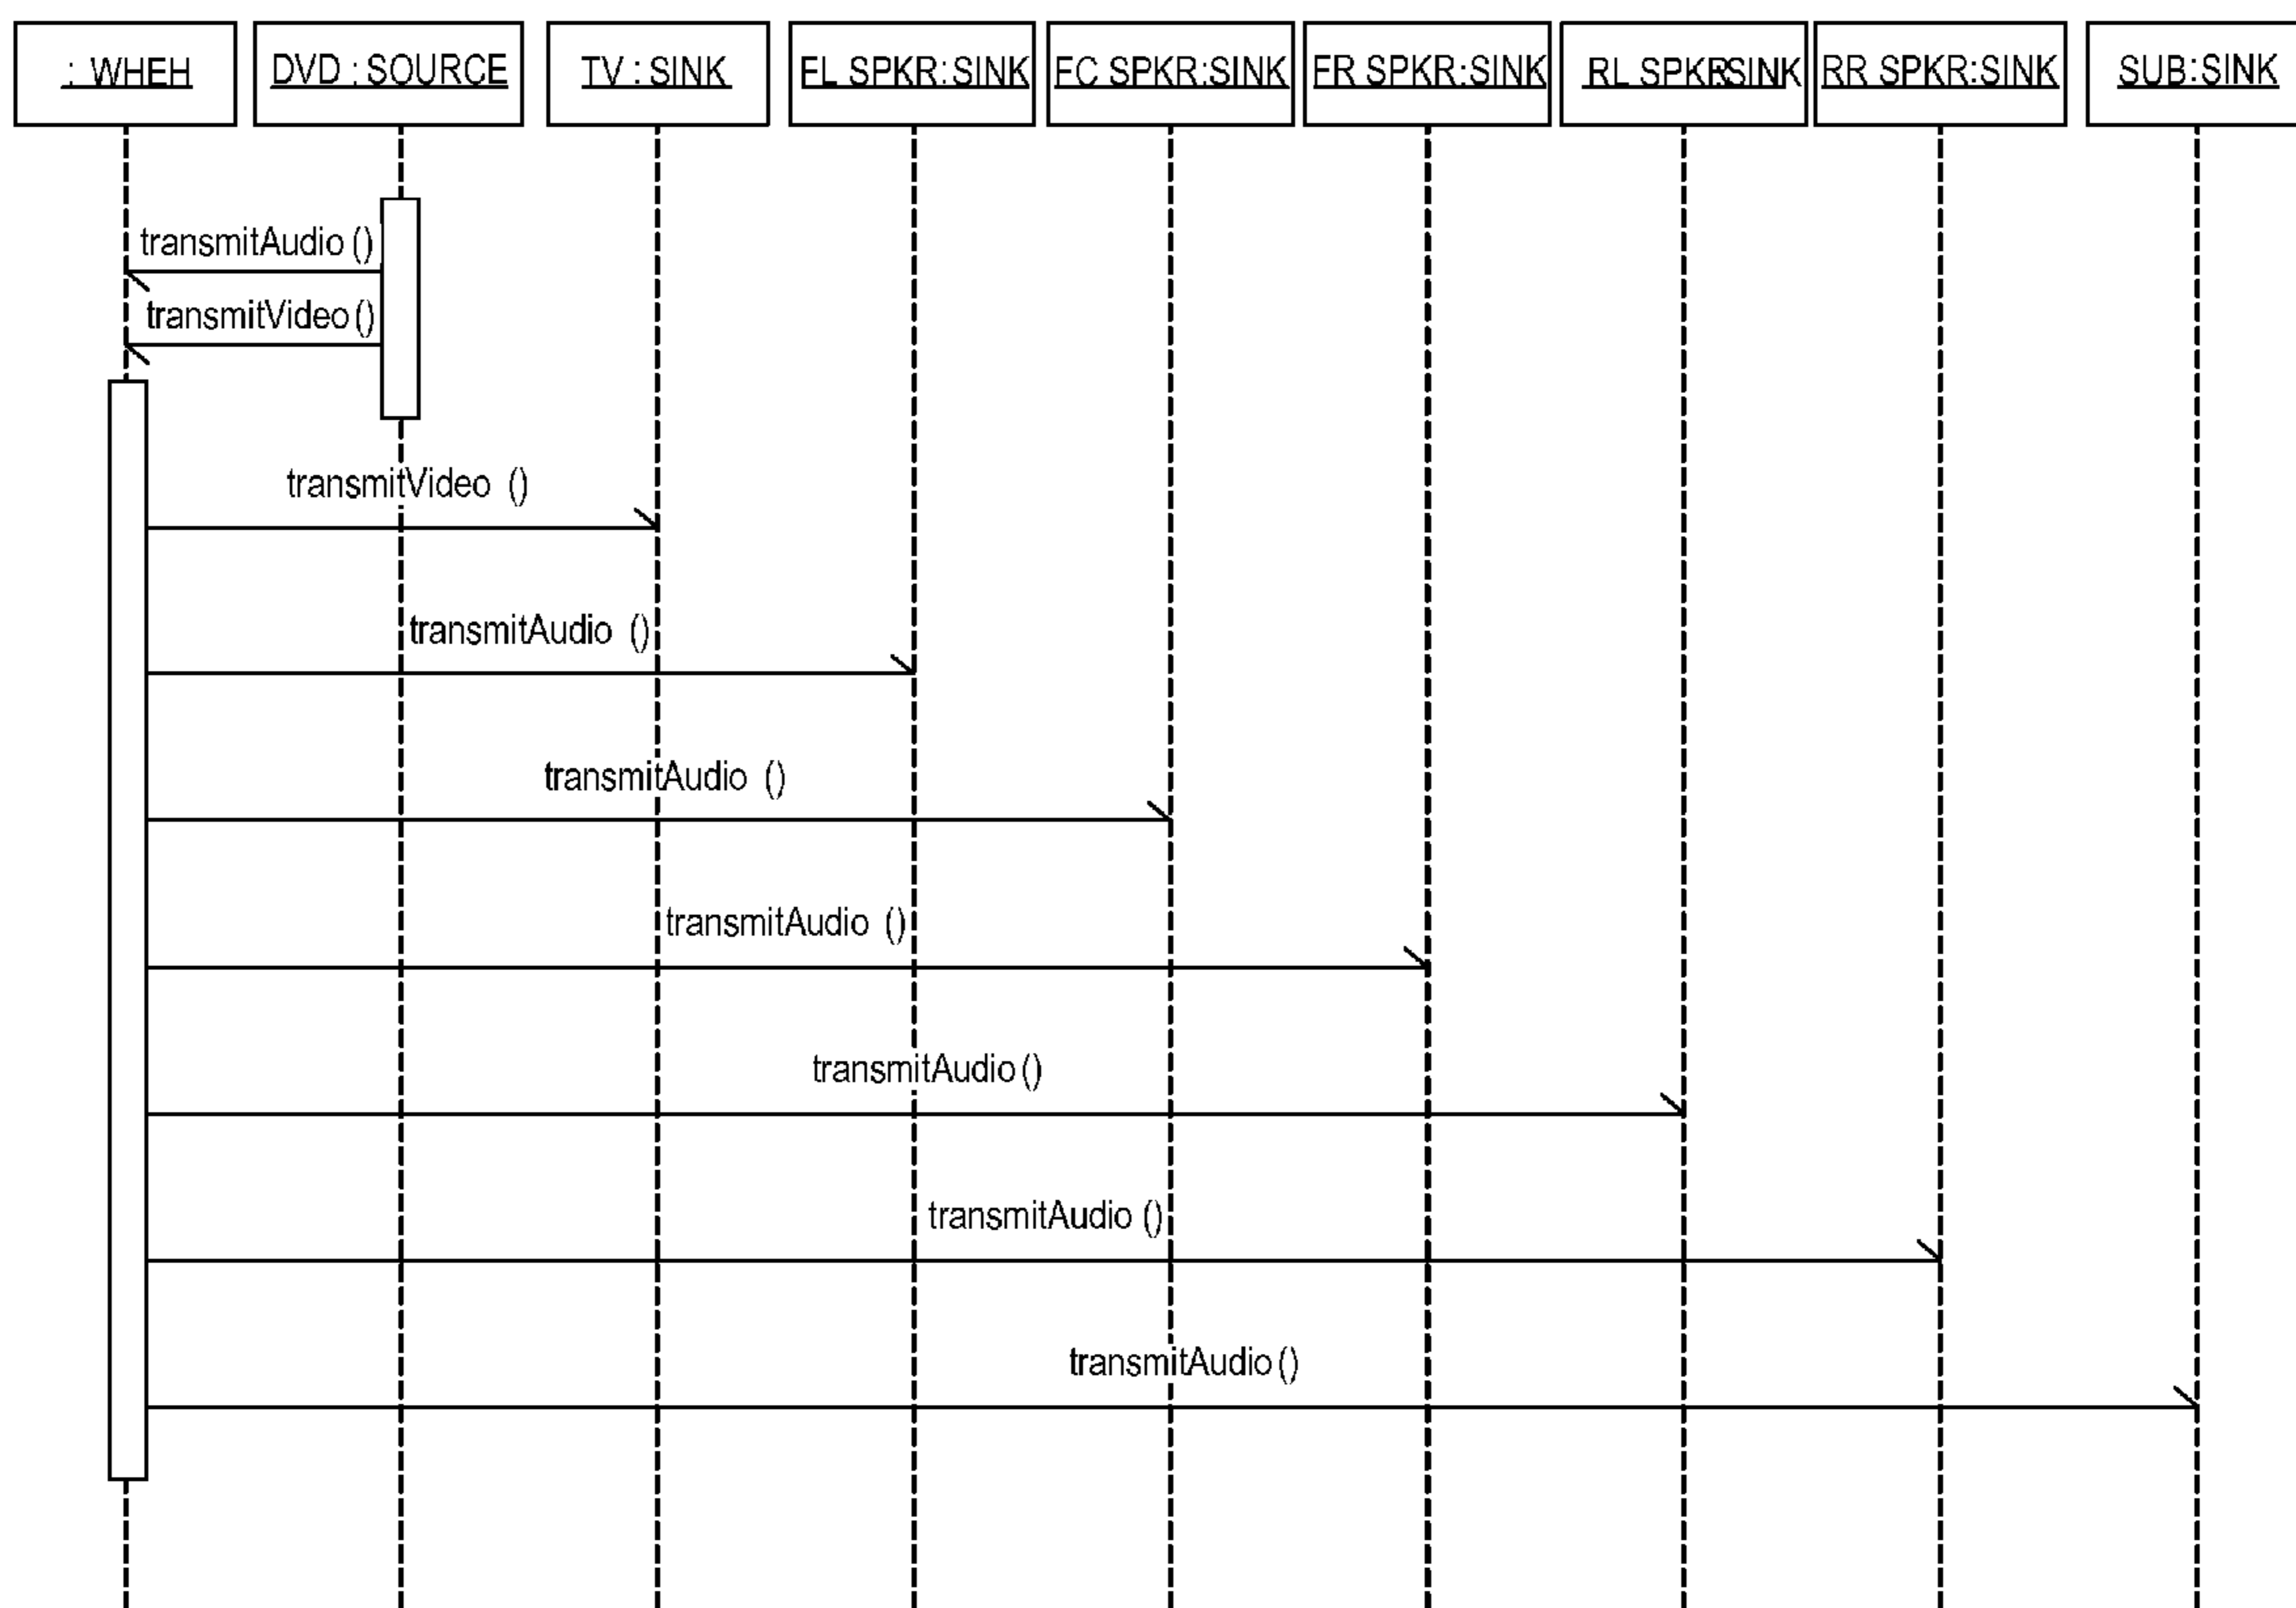 : WHEH
DVD : SOURCE
TV : SINK
FL SPKR:SINK
FC SPKR:SINK
FR SPKR:SINK
RL SPKR:SINK
RR SPKR:SINK
SUB:SINK
transmitAudio ()
transmitVideo ()
transmitVideo ()
transmitAudio ()
transmitAudio ()
transmitAudio ()
transmitAudio ()
transmitAudio ()
transmitAudio ()